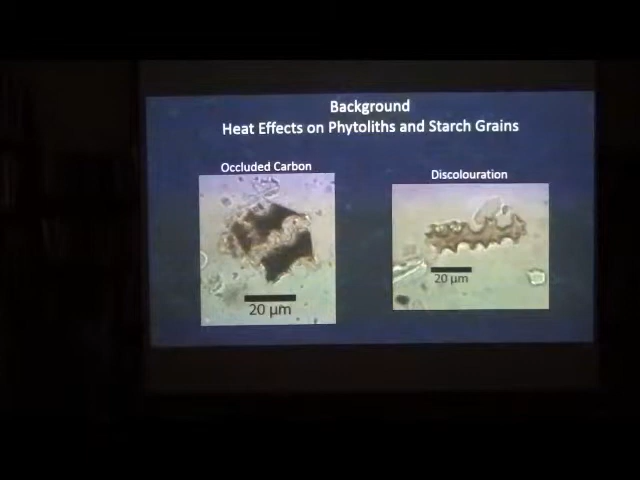 Background
Heat Effects on Phytoliths and Starch Grains
Occluded Carbon
Discolouration
20 µm
20 µm